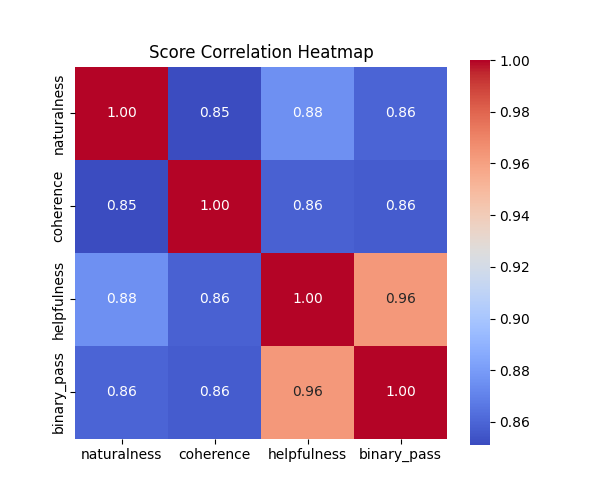 Score Correlation Heatmap
naturalness 1.00 0.85 0.88 0.86
coherence 0.85 1.00 0.86 0.86
helpfulness 0.88 0.86 1.00 0.96
binary_pass 0.86 0.86 0.96 1.00
naturalness coherence helpfulness binary_pass
1.00
0.98
0.96
0.94
0.92
0.90
0.88
0.86